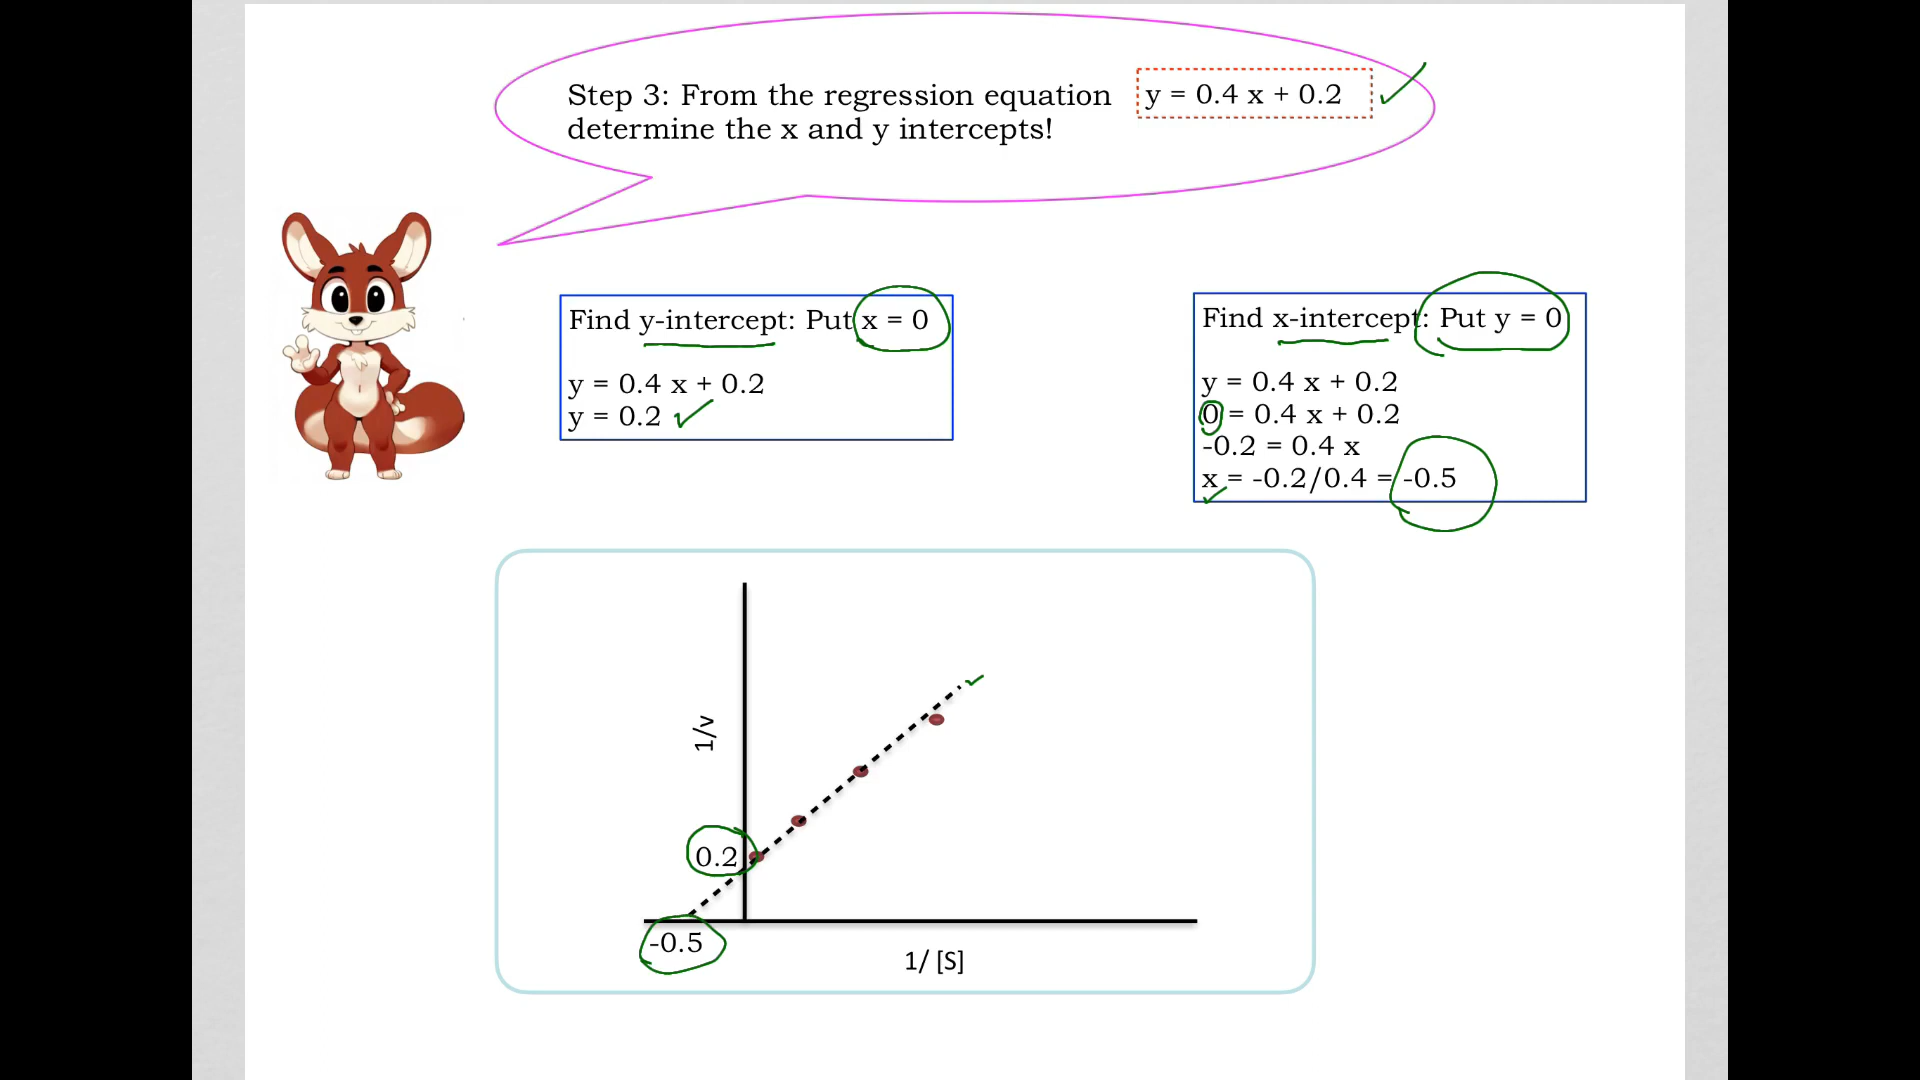 Step 3: From the regression equation y = 0.4 x + 0.2
determine the x and y intercepts!
Find y-intercept: Put x = 0
y = 0.4 x + 0.2
y = 0.2
Find x-intercept: Put y = 0
y = 0.4 x + 0.2
0 = 0.4 x + 0.2
-0.2 = 0.4 x
x = -0.2/0.4 = -0.5
1/v
0.2
-0.5
1/ [S]